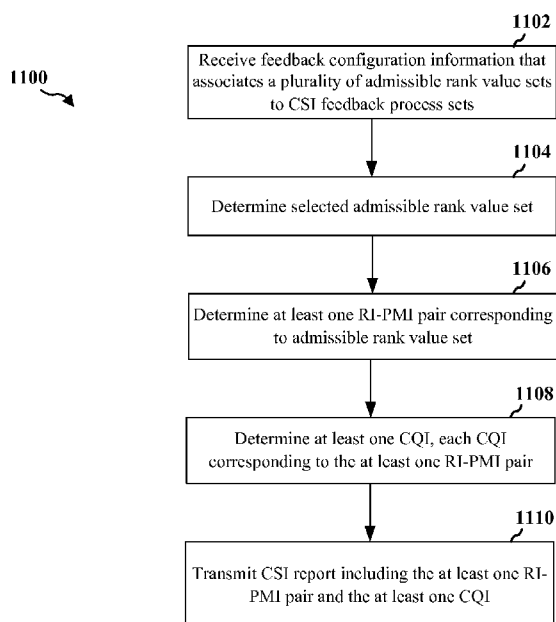 1102
Receive feedback configuration information that
associates a plurality of admissible rank value sets
to CSI feedback process sets
1100
1104
Determine selected admissible rank value set
1106
Determine at least one RI-PMI pair corresponding
to admissible rank value set
1108
Determine at least one CQI, each CQI
corresponding to the at least one RI-PMI pair
1110
Transmit CSI report including the at least one RI-
PMI pair and the at least one CQI